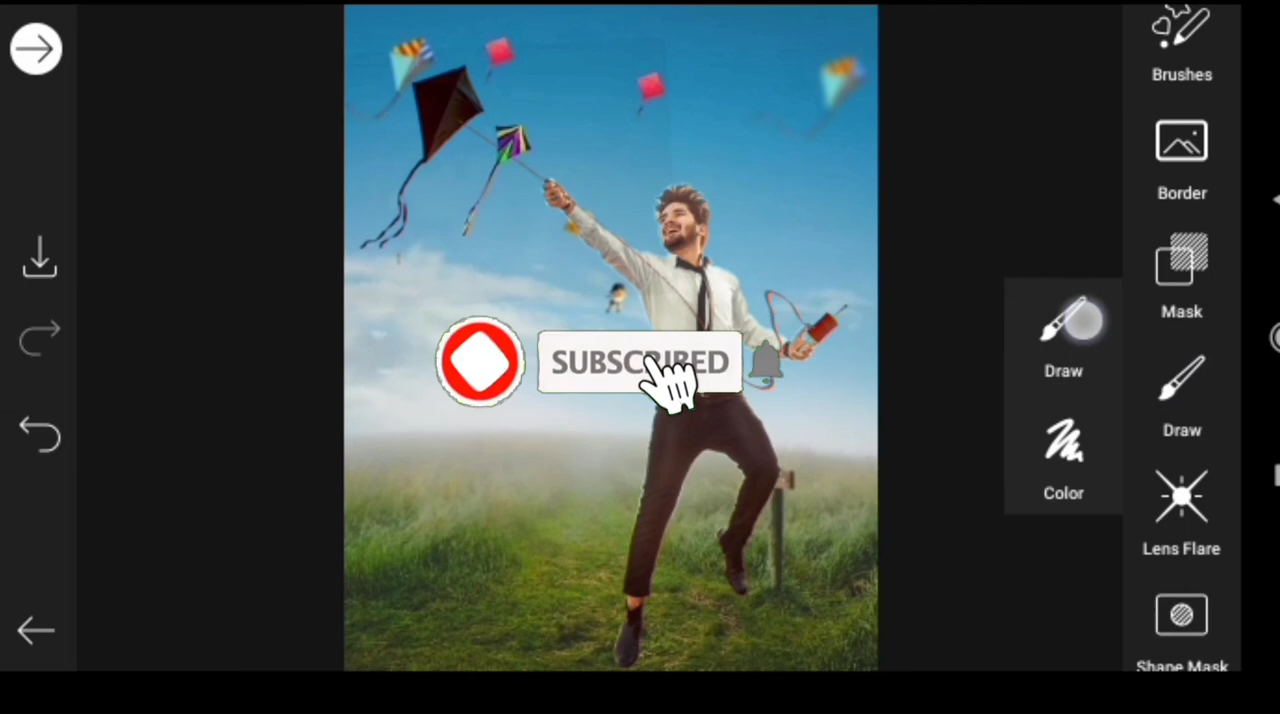 Brushes
Border
Mask
Draw
Lens Flare
Shape Mask
Draw
Color
SUBSCRIBED